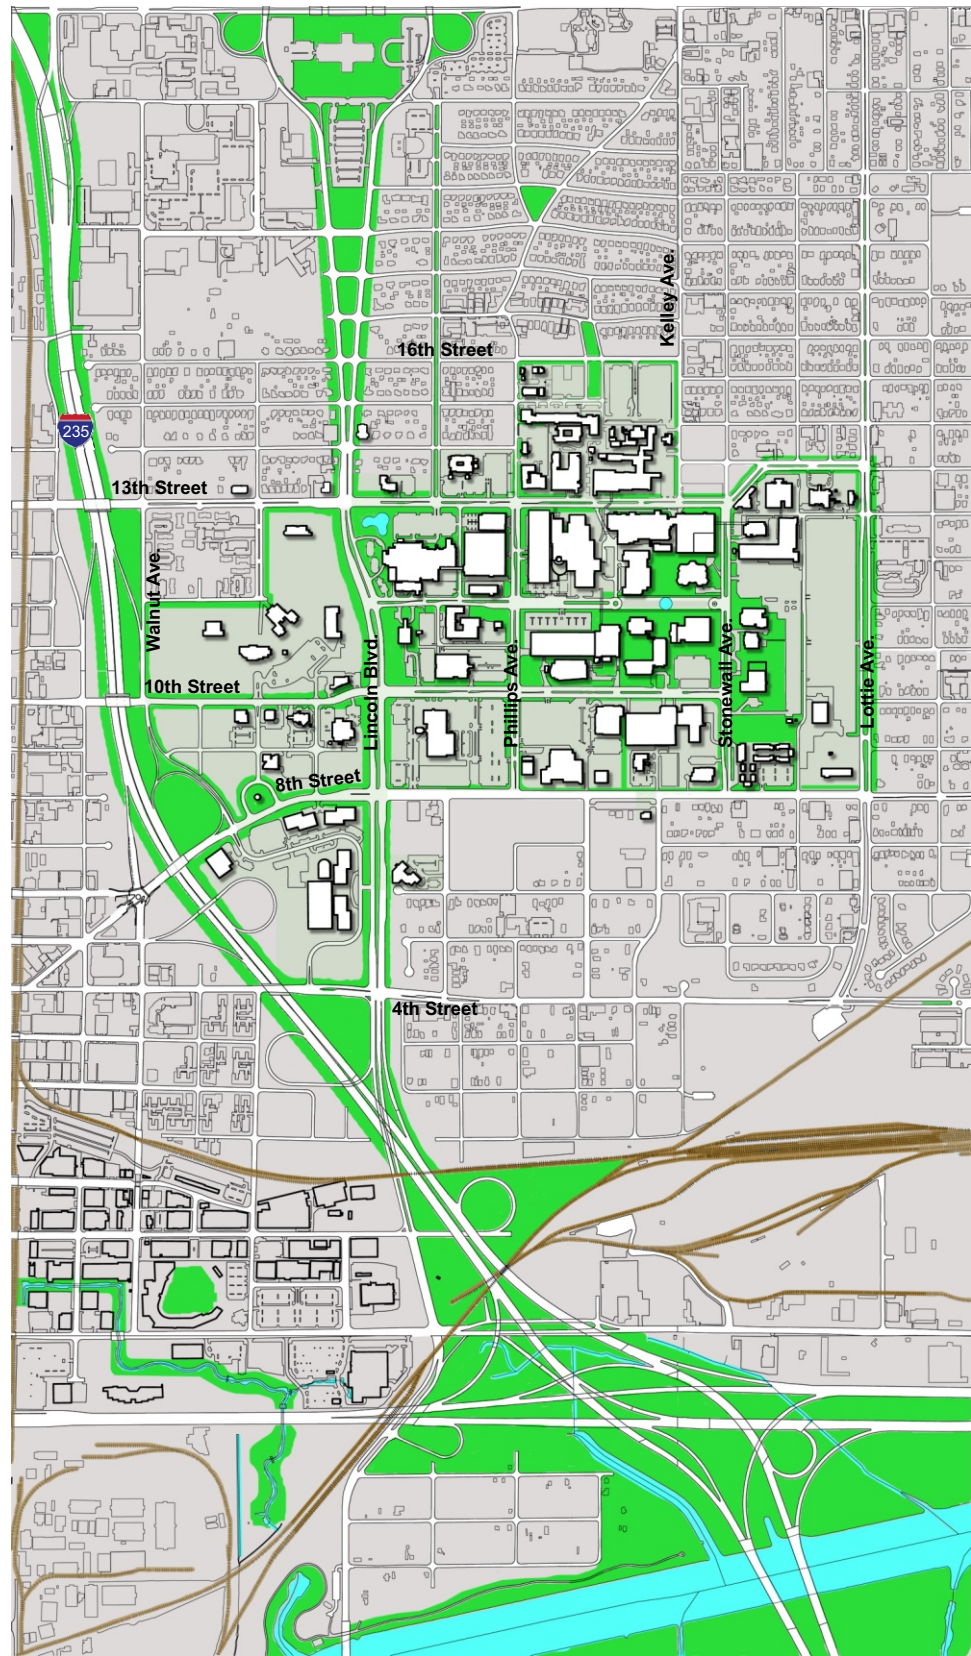 Kelley Ave.
16th Street
235
13th Street
Walnut Ave.
10th Street
Lincoln Blvd.
Phillips Ave.
Stonewall Ave.
Lottie Ave.
8th Street
4th Street